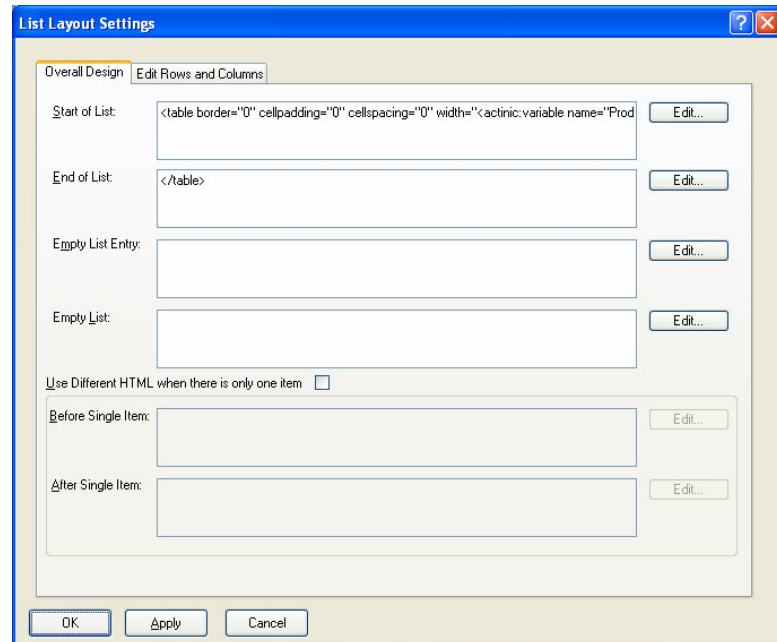 List Layout Settings
Overall Design Edit Rows and Columns
Start of List: <table border="0" cellpadding="0" cellspacing="0" width="<actinic:variable name="Prod Edit...
End of List: </table> Edit...
Empty List Entry: Edit...
Empty List: Edit...
Use Different HTML when there is only one item
Before Single Item: Edit...
After Single Item: Edit...
OK Apply Cancel